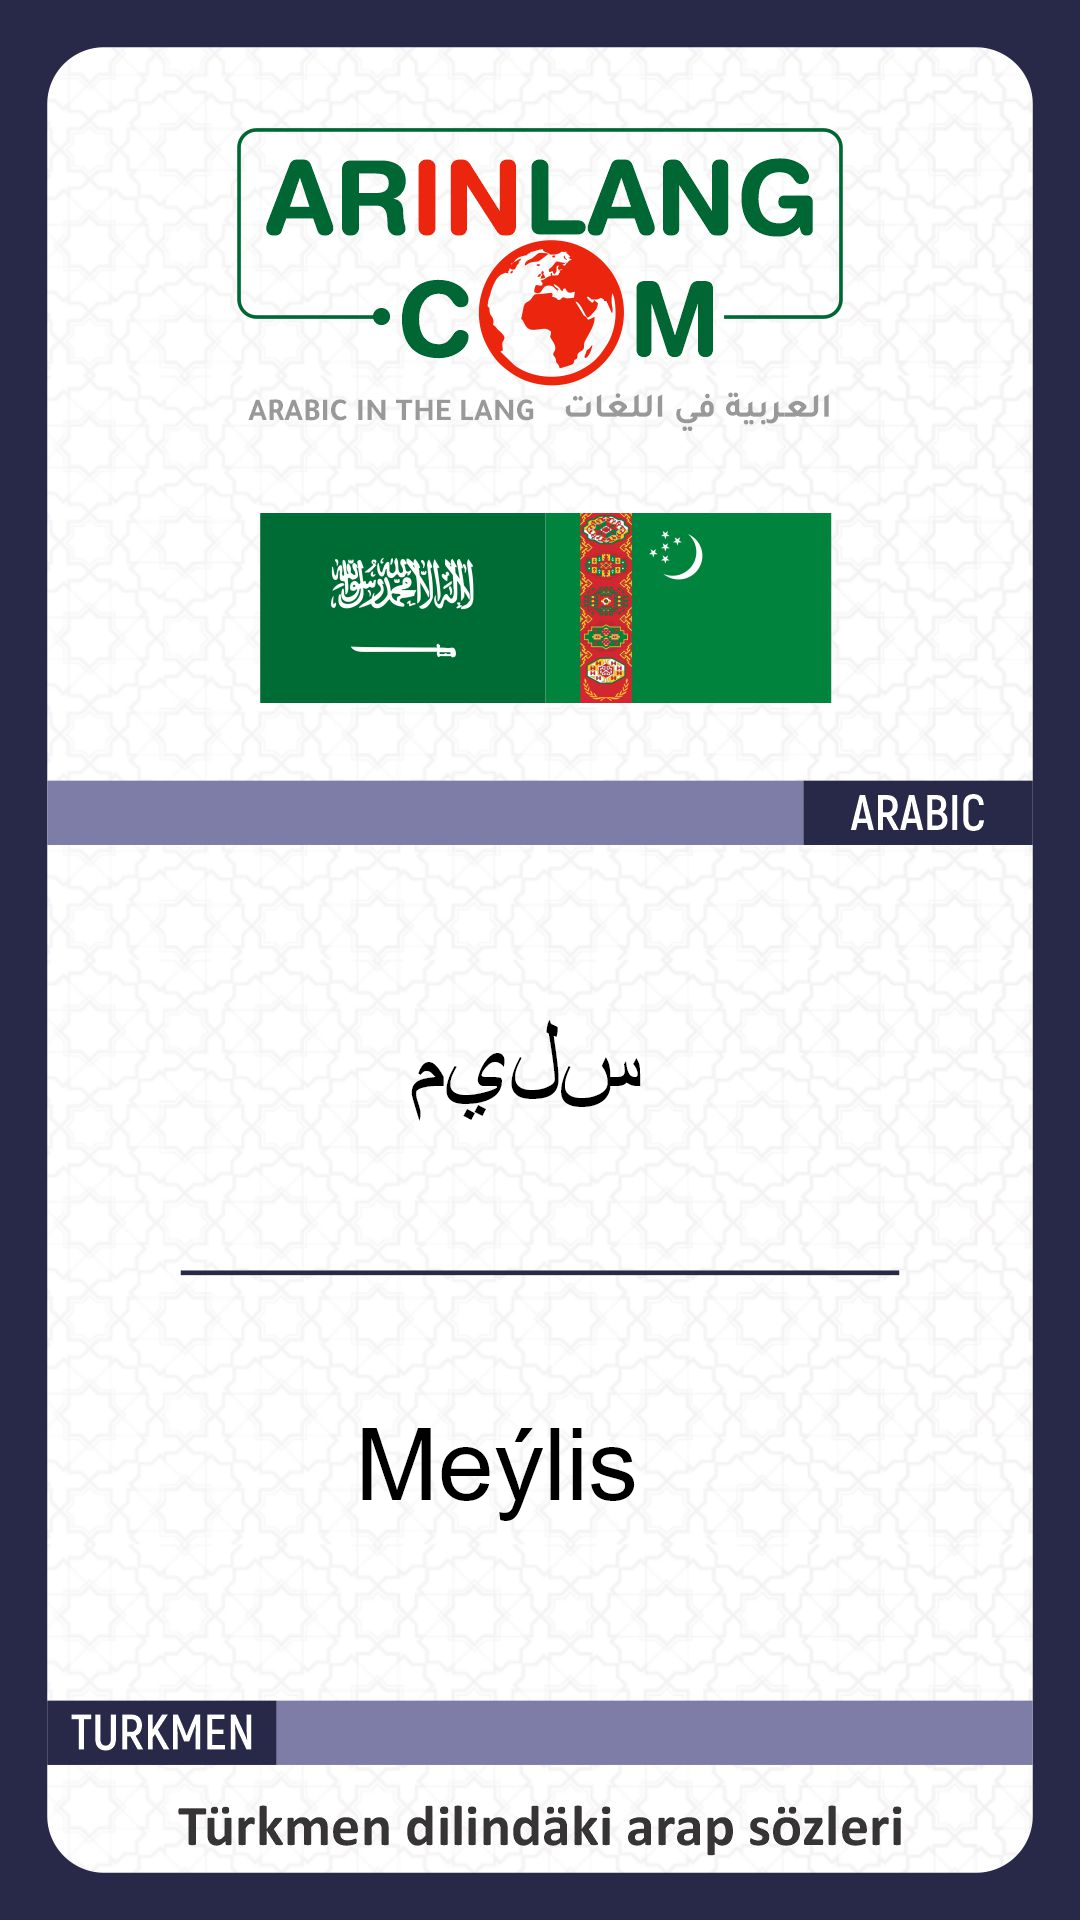 ARINLANG
.COM
ARABIC IN THE LANG العربية في اللغات
لا إله إلا الله محمد رسول الله
ARABIC
سليم
Meýlis
TURKMEN
Türkmen dilindäki arap sözleri